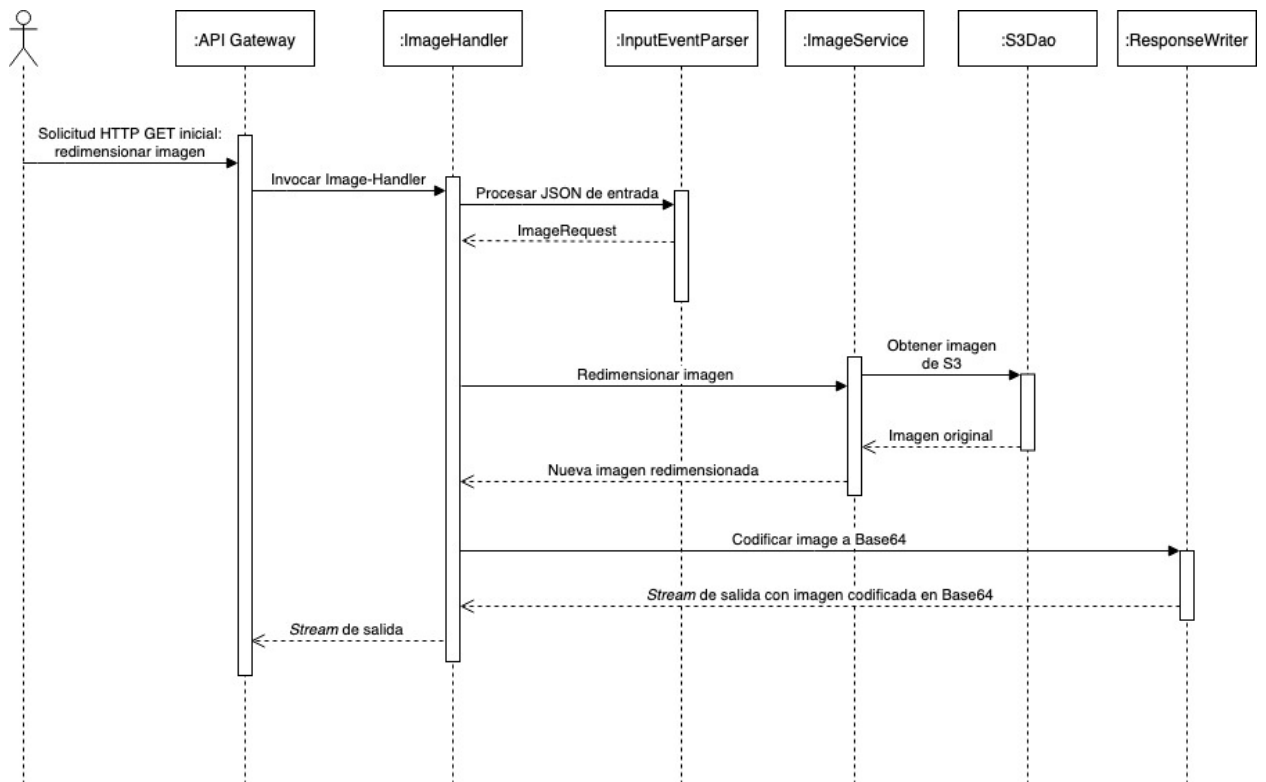 :API Gateway
:ImageHandler
:InputEventParser
:ImageService
:S3Dao
:ResponseWriter
Solicitud HTTP GET inicial:
redimensionar imagen
Invocar Image-Handler
Procesar JSON de entrada
ImageRequest
Obtener imagen
de S3
Redimensionar imagen
Imagen original
Nueva imagen redimensionada
Codificar image a Base64
Stream de salida con imagen codificada en Base64
Stream de salida